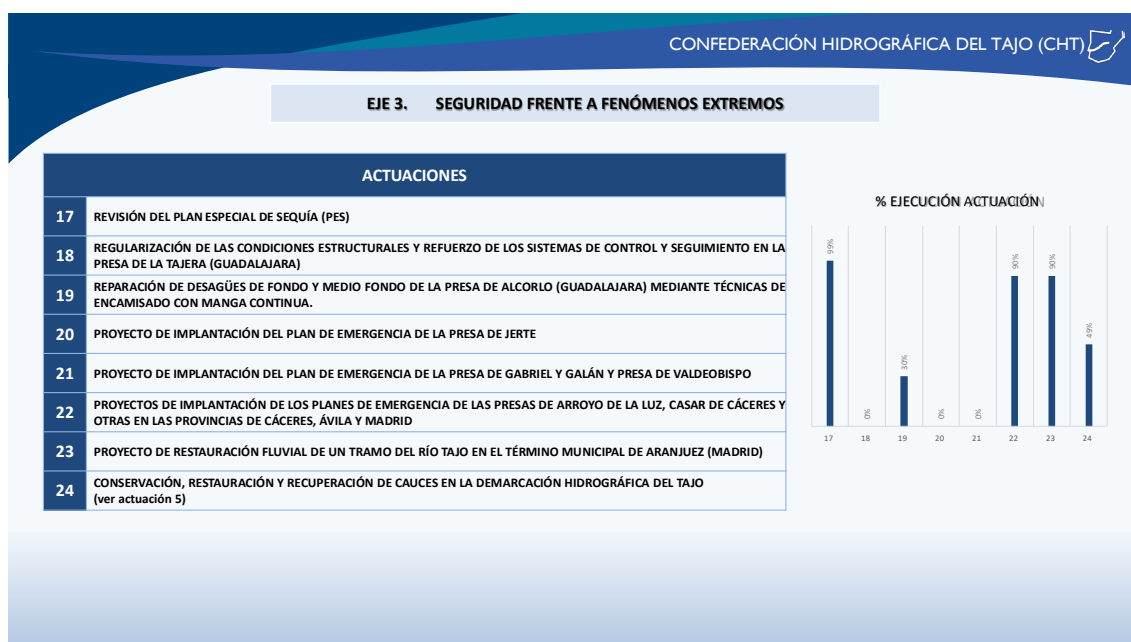 CONFEDERACIÓN HIDROGRÁFICA DEL TAJO (CHT)
EJE 3. SEGURIDAD FRENTE A FENÓMENOS EXTREMOS
ACTUACIONES
17 REVISIÓN DEL PLAN ESPECIAL DE SEQUÍA (PES)
18 REGULARIZACIÓN DE LAS CONDICIONES ESTRUCTURALES Y REFUERZO DE LOS SISTEMAS DE CONTROL Y SEGUIMIENTO EN LA
PRESA DE LA TAJERA (GUADALAJARA)
19 REPARACIÓN DE DESAGÜES DE FONDO Y MEDIO FONDO DE LA PRESA DE ALCORLO (GUADALAJARA) MEDIANTE TÉCNICAS DE
ENCAMISADO CON MANGA CONTINUA.
20 PROYECTO DE IMPLANTACIÓN DEL PLAN DE EMERGENCIA DE LA PRESA DE JERTE
21 PROYECTO DE IMPLANTACIÓN DEL PLAN DE EMERGENCIA DE LA PRESA DE GABRIEL Y GALÁN Y PRESA DE VALDEOBISPO
22 PROYECTOS DE IMPLANTACIÓN DE LOS PLANES DE EMERGENCIA DE LAS PRESAS DE ARROYO DE LA LUZ, CASAR DE CÁCERES Y
OTRAS EN LAS PROVINCIAS DE CÁCERES, ÁVILA Y MADRID
23 PROYECTO DE RESTAURACIÓN FLUVIAL DE UN TRAMO DEL RÍO TAJO EN EL TÉRMINO MUNICIPAL DE ARANJUEZ (MADRID)
24 CONSERVACIÓN, RESTAURACIÓN Y RECUPERACIÓN DE CAUCES EN LA DEMARCACIÓN HIDROGRÁFICA DEL TAJO
(ver actuación 5)
% EJECUCIÓN ACTUACIÓN
99% 0% 30% 0% 0% 90% 90% 49%
17 18 19 20 21 22 23 24